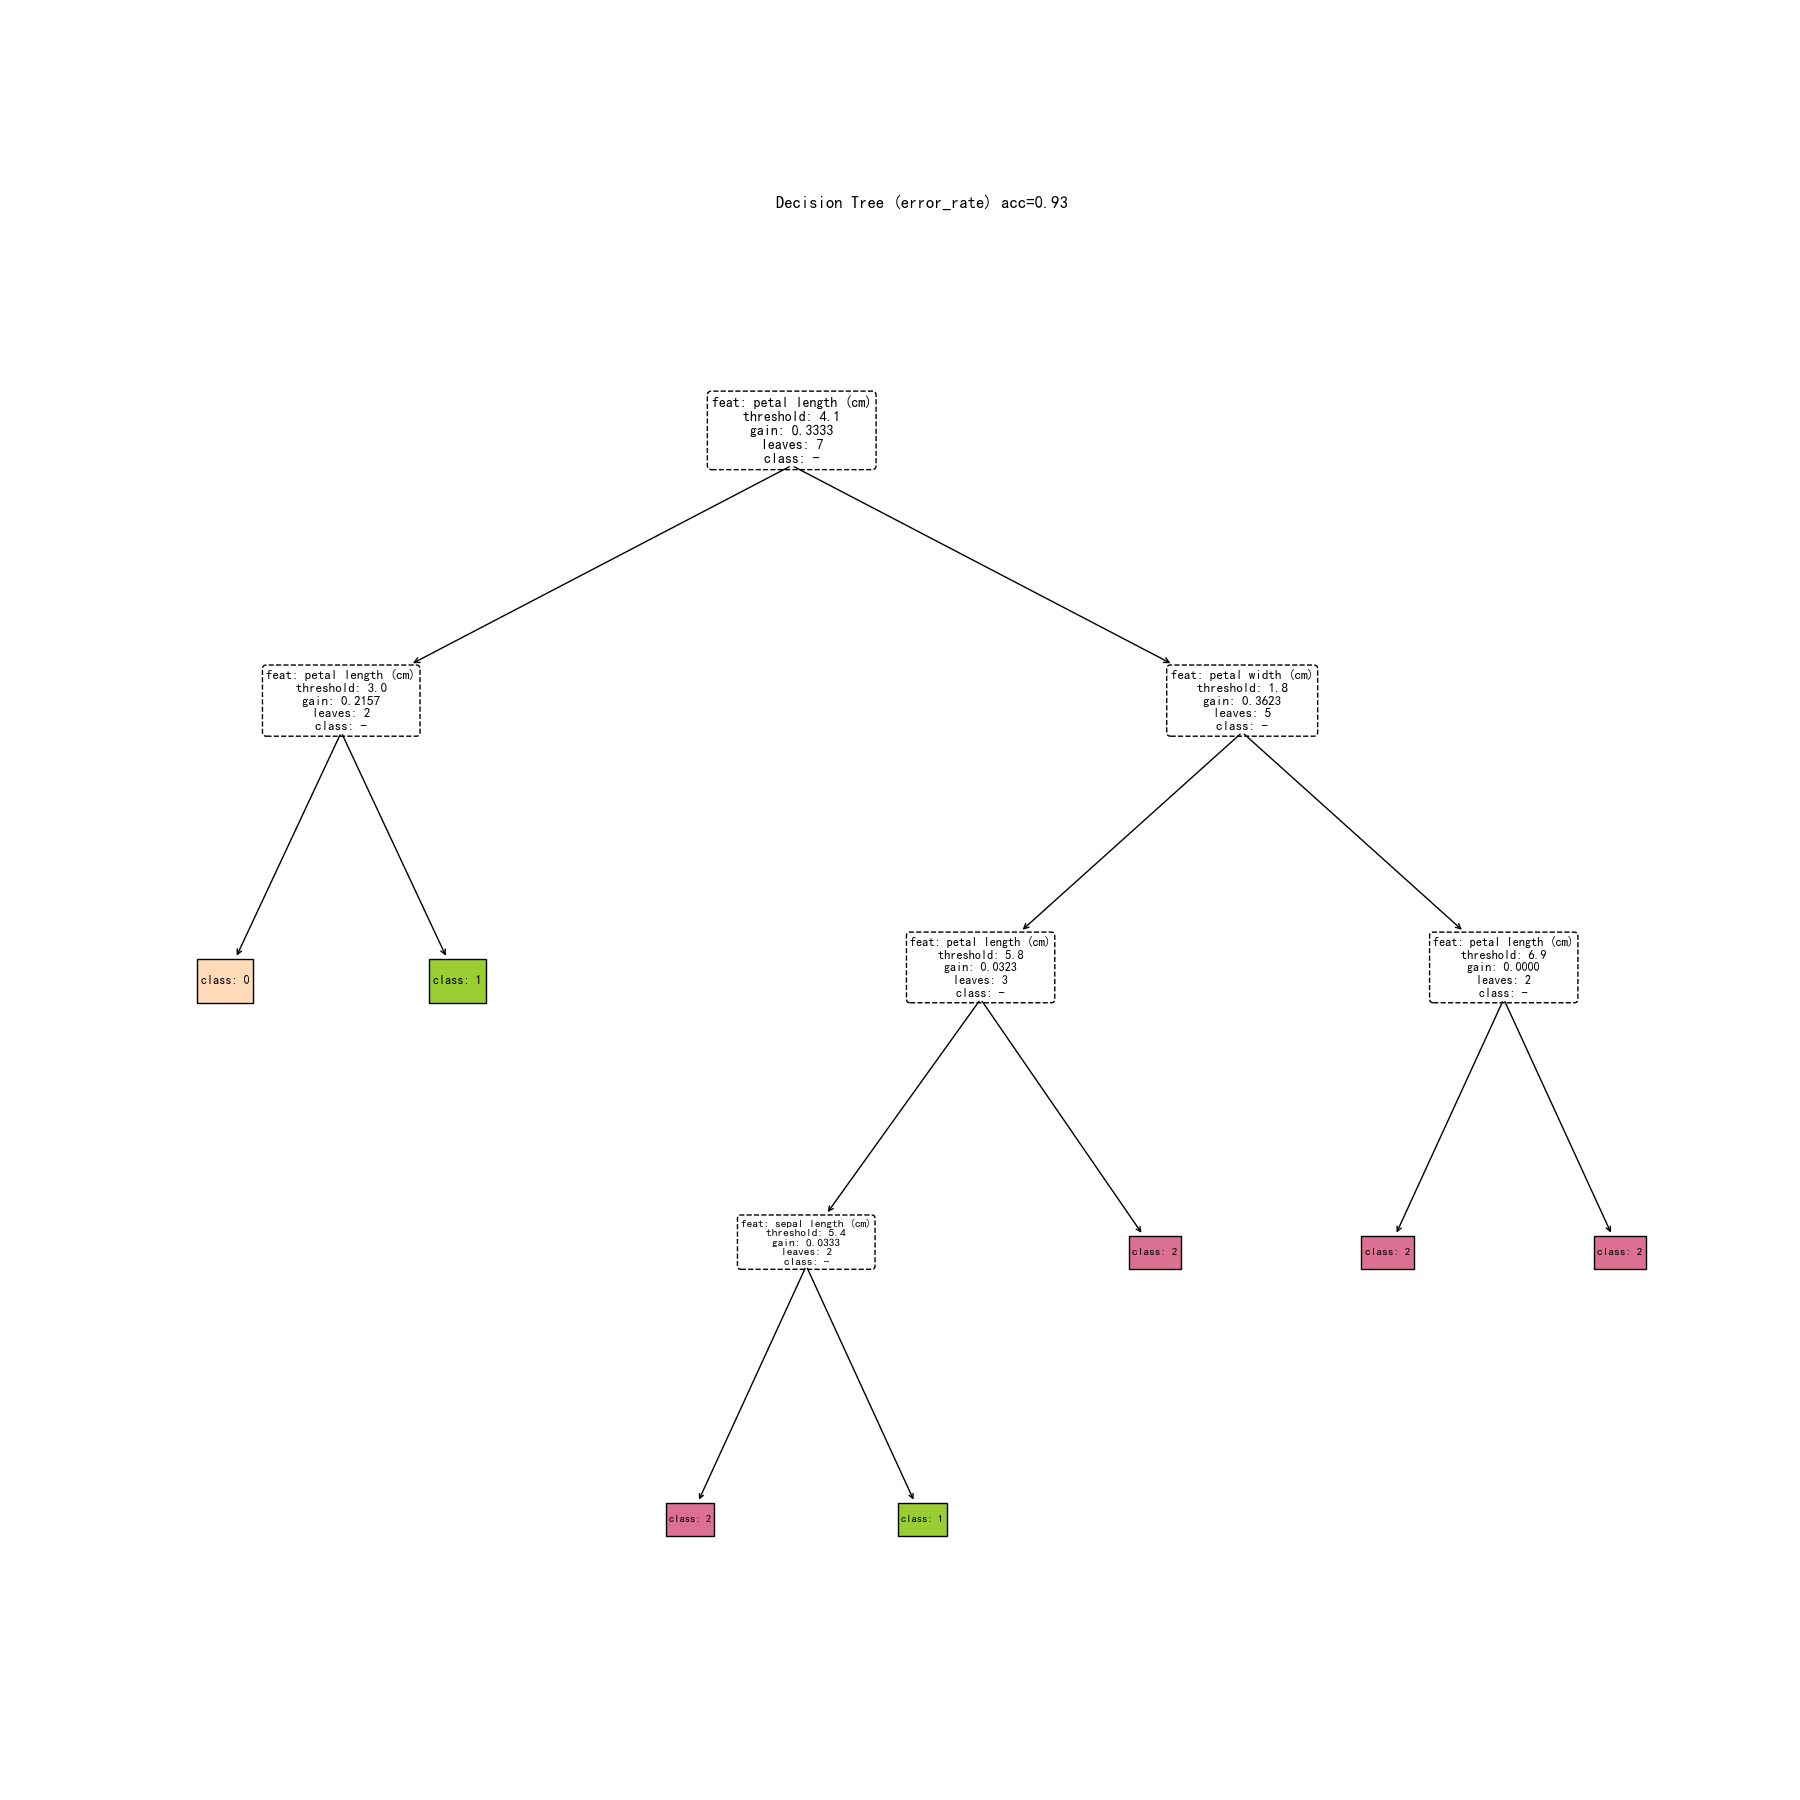 Decision Tree (error_rate) acc=0.93
feat: petal length (cm)
threshold: 4.1
gain: 0.3333
leaves: 7
class: -
feat: petal length (cm)
threshold: 3.0
gain: 0.2157
leaves: 2
class: -
feat: petal width (cm)
threshold: 1.8
gain: 0.3623
leaves: 5
class: -
class: 0
class: 1
feat: petal length (cm)
threshold: 5.8
gain: 0.0323
leaves: 3
class: -
feat: petal length (cm)
threshold: 6.9
gain: 0.0000
leaves: 2
class: -
feat: sepal length (cm)
threshold: 5.4
gain: 0.0333
leaves: 2
class: -
class: 2
class: 2
class: 2
class: 2
class: 1